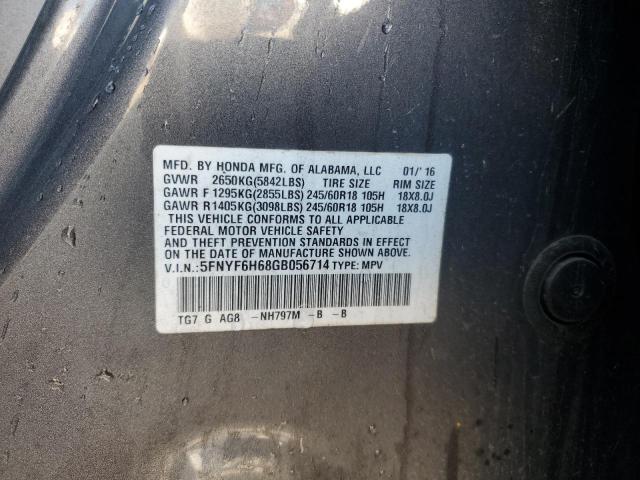 MFD. BY HONDA MFG. OF ALABAMA, LLC 01/'16
GVWR 2650KG(5842LBS) TIRE SIZE RIM SIZE
GAWR F 1295KG(2855LBS) 245/60R18 105H 18X8.0J
GAWR R1405KG(3098LBS) 245/60R18 105H 18X8.0J
THIS VEHICLE CONFORMS TO ALL APPLICABLE
FEDERAL MOTOR VEHICLE SAFETY
AND THEFT PREVENTION STANDARDS IN EFFECT
ON THE DATE OF MANUFACTURE SHOWN ABOVE.
V.I.N.: 5FNYF6H68GB056714 TYPE: MPV
TG7 G AG8 -NH797M -B -B